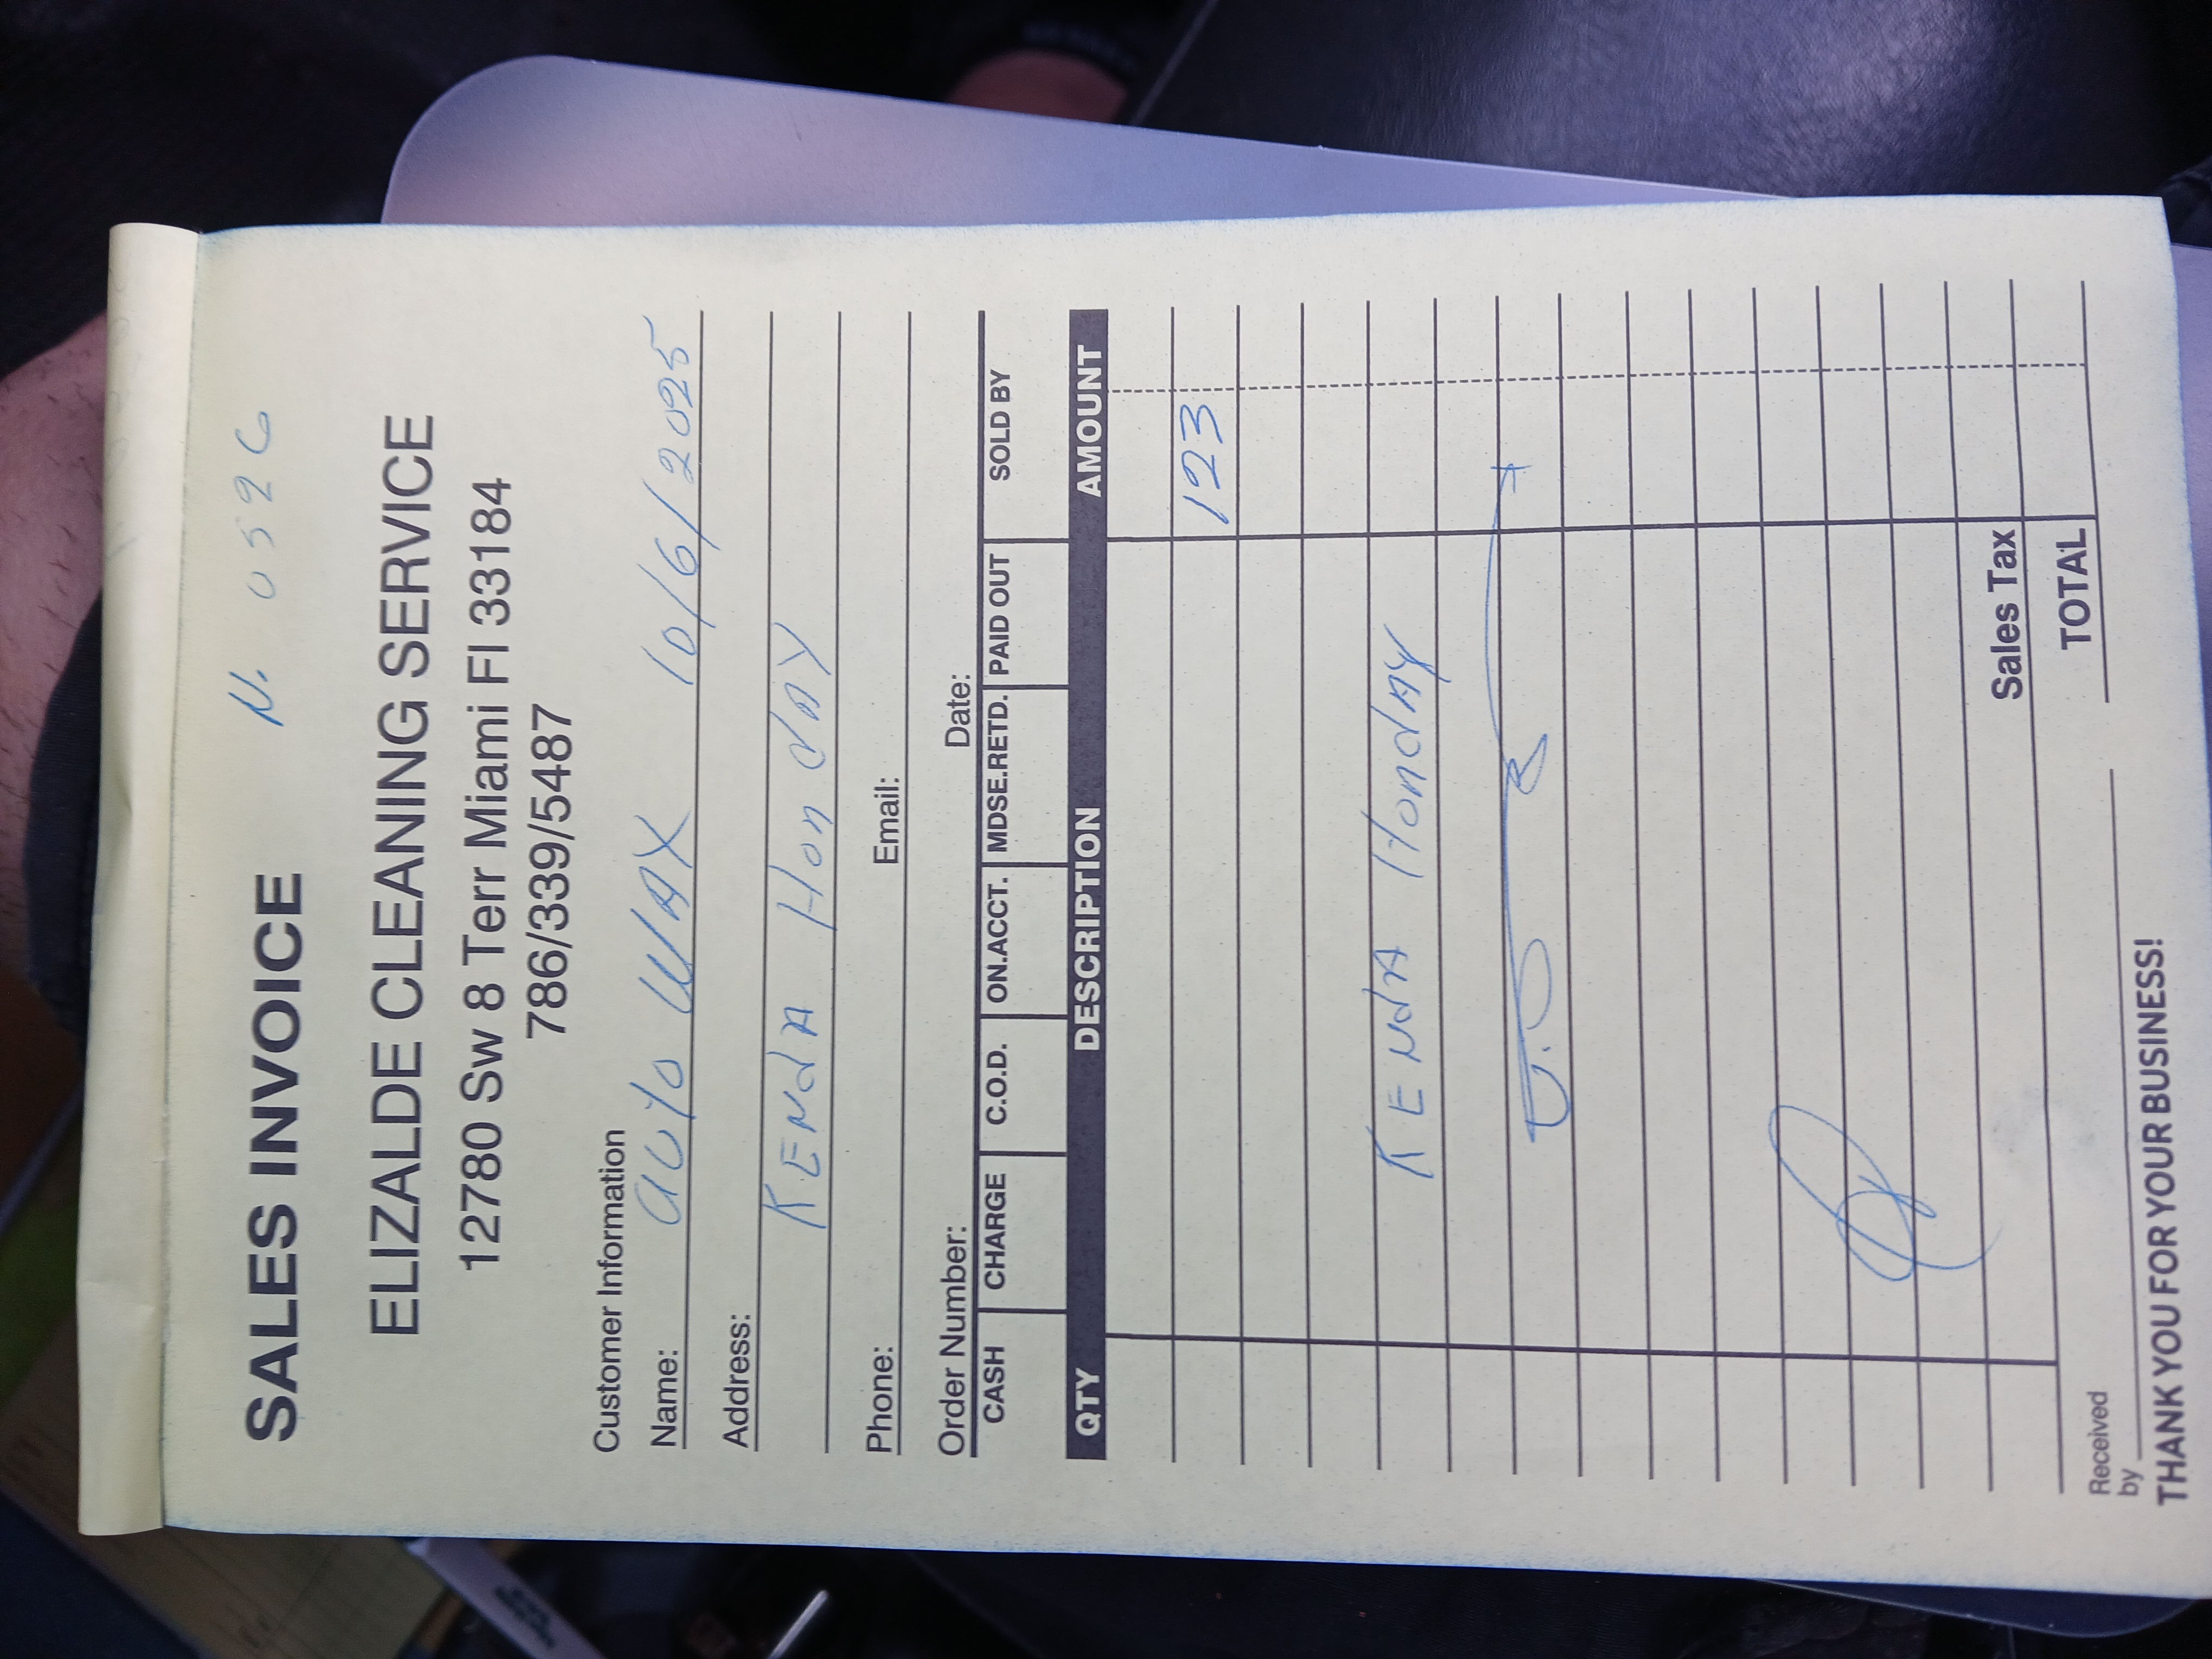 SALES INVOICE N. 0526
ELIZALDE CLEANING SERVICE
12780 Sw 8 Terr Miami Fl 33184
786/339/5487
Customer Information
Name: auto WAX 10/6/2025
Address:
KENdA HondAY
Phone: Email:
Order Number: Date:
CASH CHARGE C.O.D. ON.ACCT. MDSE.RETD. PAID OUT SOLD BY
QTY DESCRIPTION AMOUNT
123
KENdA HondAY
Sales Tax
TOTAL
Received
by
THANK YOU FOR YOUR BUSINESS!